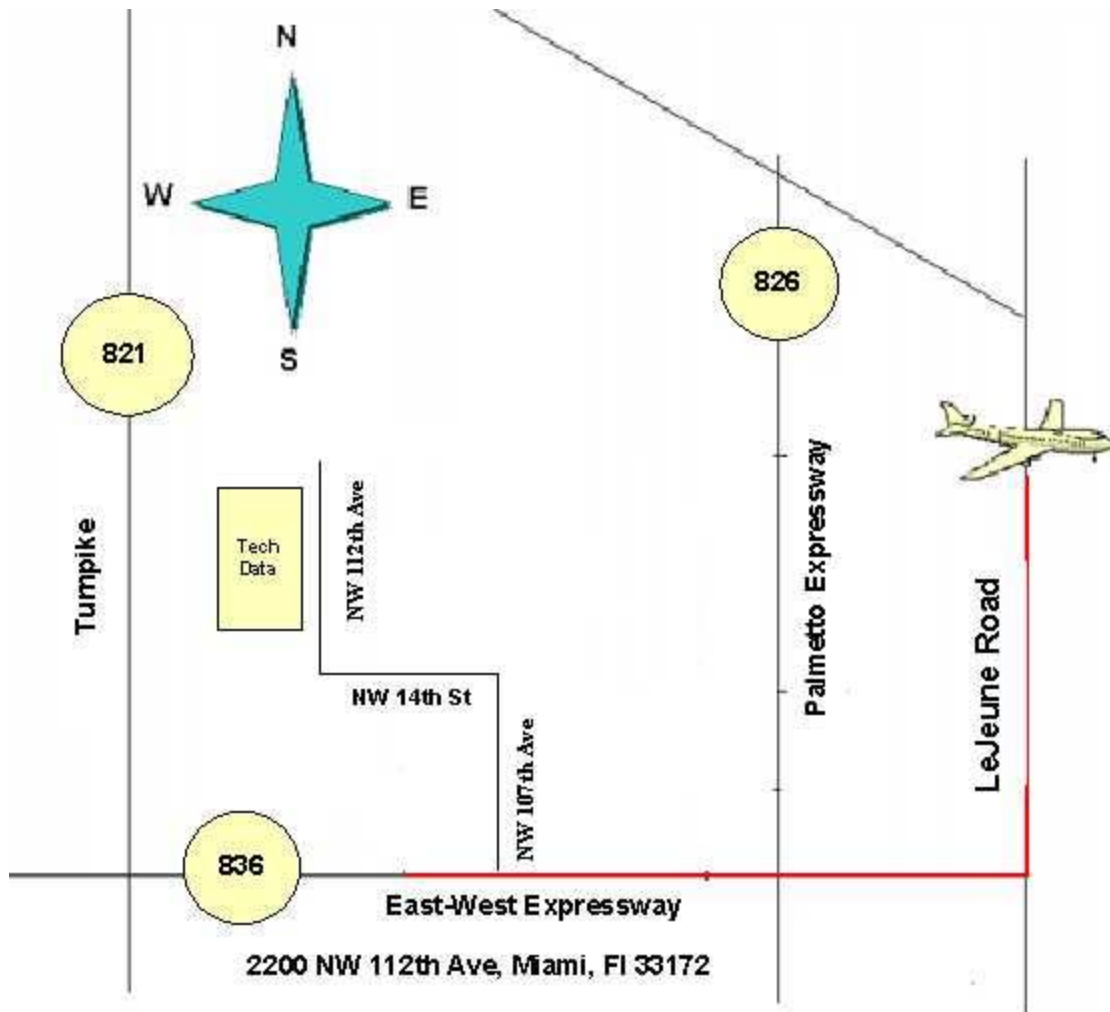 N
W
E
S
826
821
Turnpike
Tech
Data
NW 112th Ave
Palmetto Expressway
LeJeune Road
NW 14th St
NW 107th Ave
836
East-West Expressway
2200 NW 112th Ave, Miami, Fl 33172